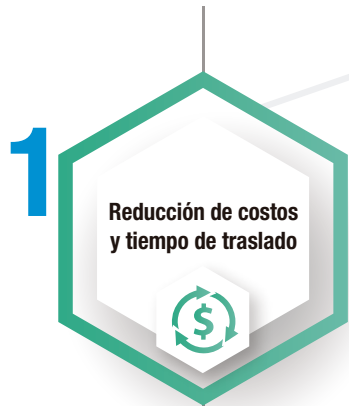 1
Reducción de costos
y tiempo de traslado
$